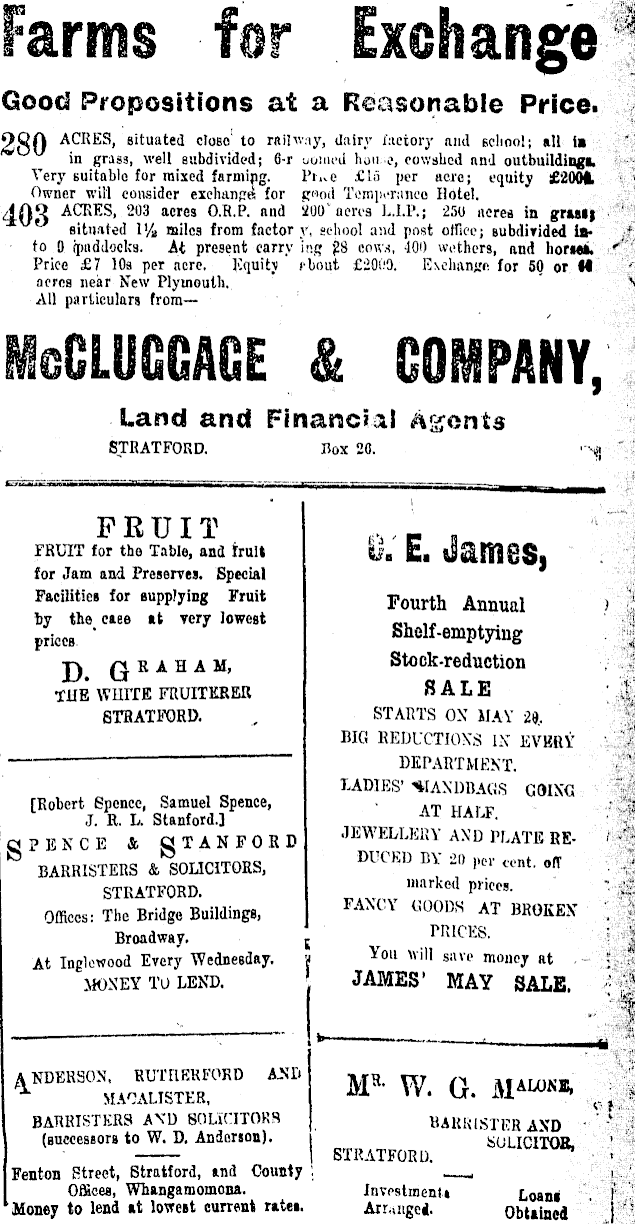 Farms for Exchange
Good Propositions at a Reasonable Price.
280 ACRES, situated close to railway, dairy factory and school; all in
in grass, well subdivided; 6-roomed house, cowshed and outbuildings.
Very suitable for mixed farming. Price £15 per acre; equity £2000.
Owner will consider exchange for good Temperance Hotel.
403 ACRES, 203 acres O.R.P. and 200 acres L.I.P.; 250 acres in grass;
situated 1½ miles from factory, school and post office; subdivided in-
to 9 paddocks. At present carrying 28 cows, 400 wethers, and horses.
Price £7 10s per acre. Equity about £2000. Exchange for 50 or
acres near New Plymouth.
All particulars from—
McCLUGGAGE & COMPANY,
Land and Financial Agents
STRATFORD. Box 26.
FRUIT
FRUIT for the Table, and fruit
for Jam and Preserves. Special
Facilities for supplying Fruit
by the case at very lowest
prices
D. GRAHAM,
THE WHITE FRUITERER
STRATFORD.
[Robert Spence, Samuel Spence,
J. R. L. Stanford.]
SPENCE & STANFORD
BARRISTERS & SOLICITORS,
STRATFORD.
Offices: The Bridge Buildings,
Broadway.
At Inglewood Every Wednesday.
MONEY TO LEND.
ANDERSON, RUTHERFORD AND
MACALISTER,
BARRISTERS AND SOLICITORS
(successors to W. D. Anderson).
Fenton Street, Stratford, and County
Offices, Whangamomona.
Money to lend at lowest current rates.
C. E. James,
Fourth Annual
Shelf-emptying
Stock-reduction
SALE
STARTS ON MAY 20.
BIG REDUCTIONS IN EVERY
DEPARTMENT.
LADIES' HANDBAGS GOING
AT HALF.
JEWELLERY AND PLATE RE-
DUCED BY 20 per cent. off
marked prices.
FANCY GOODS AT BROKEN
PRICES.
You will save money at
JAMES' MAY SALE.
MR. W. G. MALONE,
BARRISTER AND
SOLICITOR,
STRATFORD.
Investments Loans
Arranged. Obtained